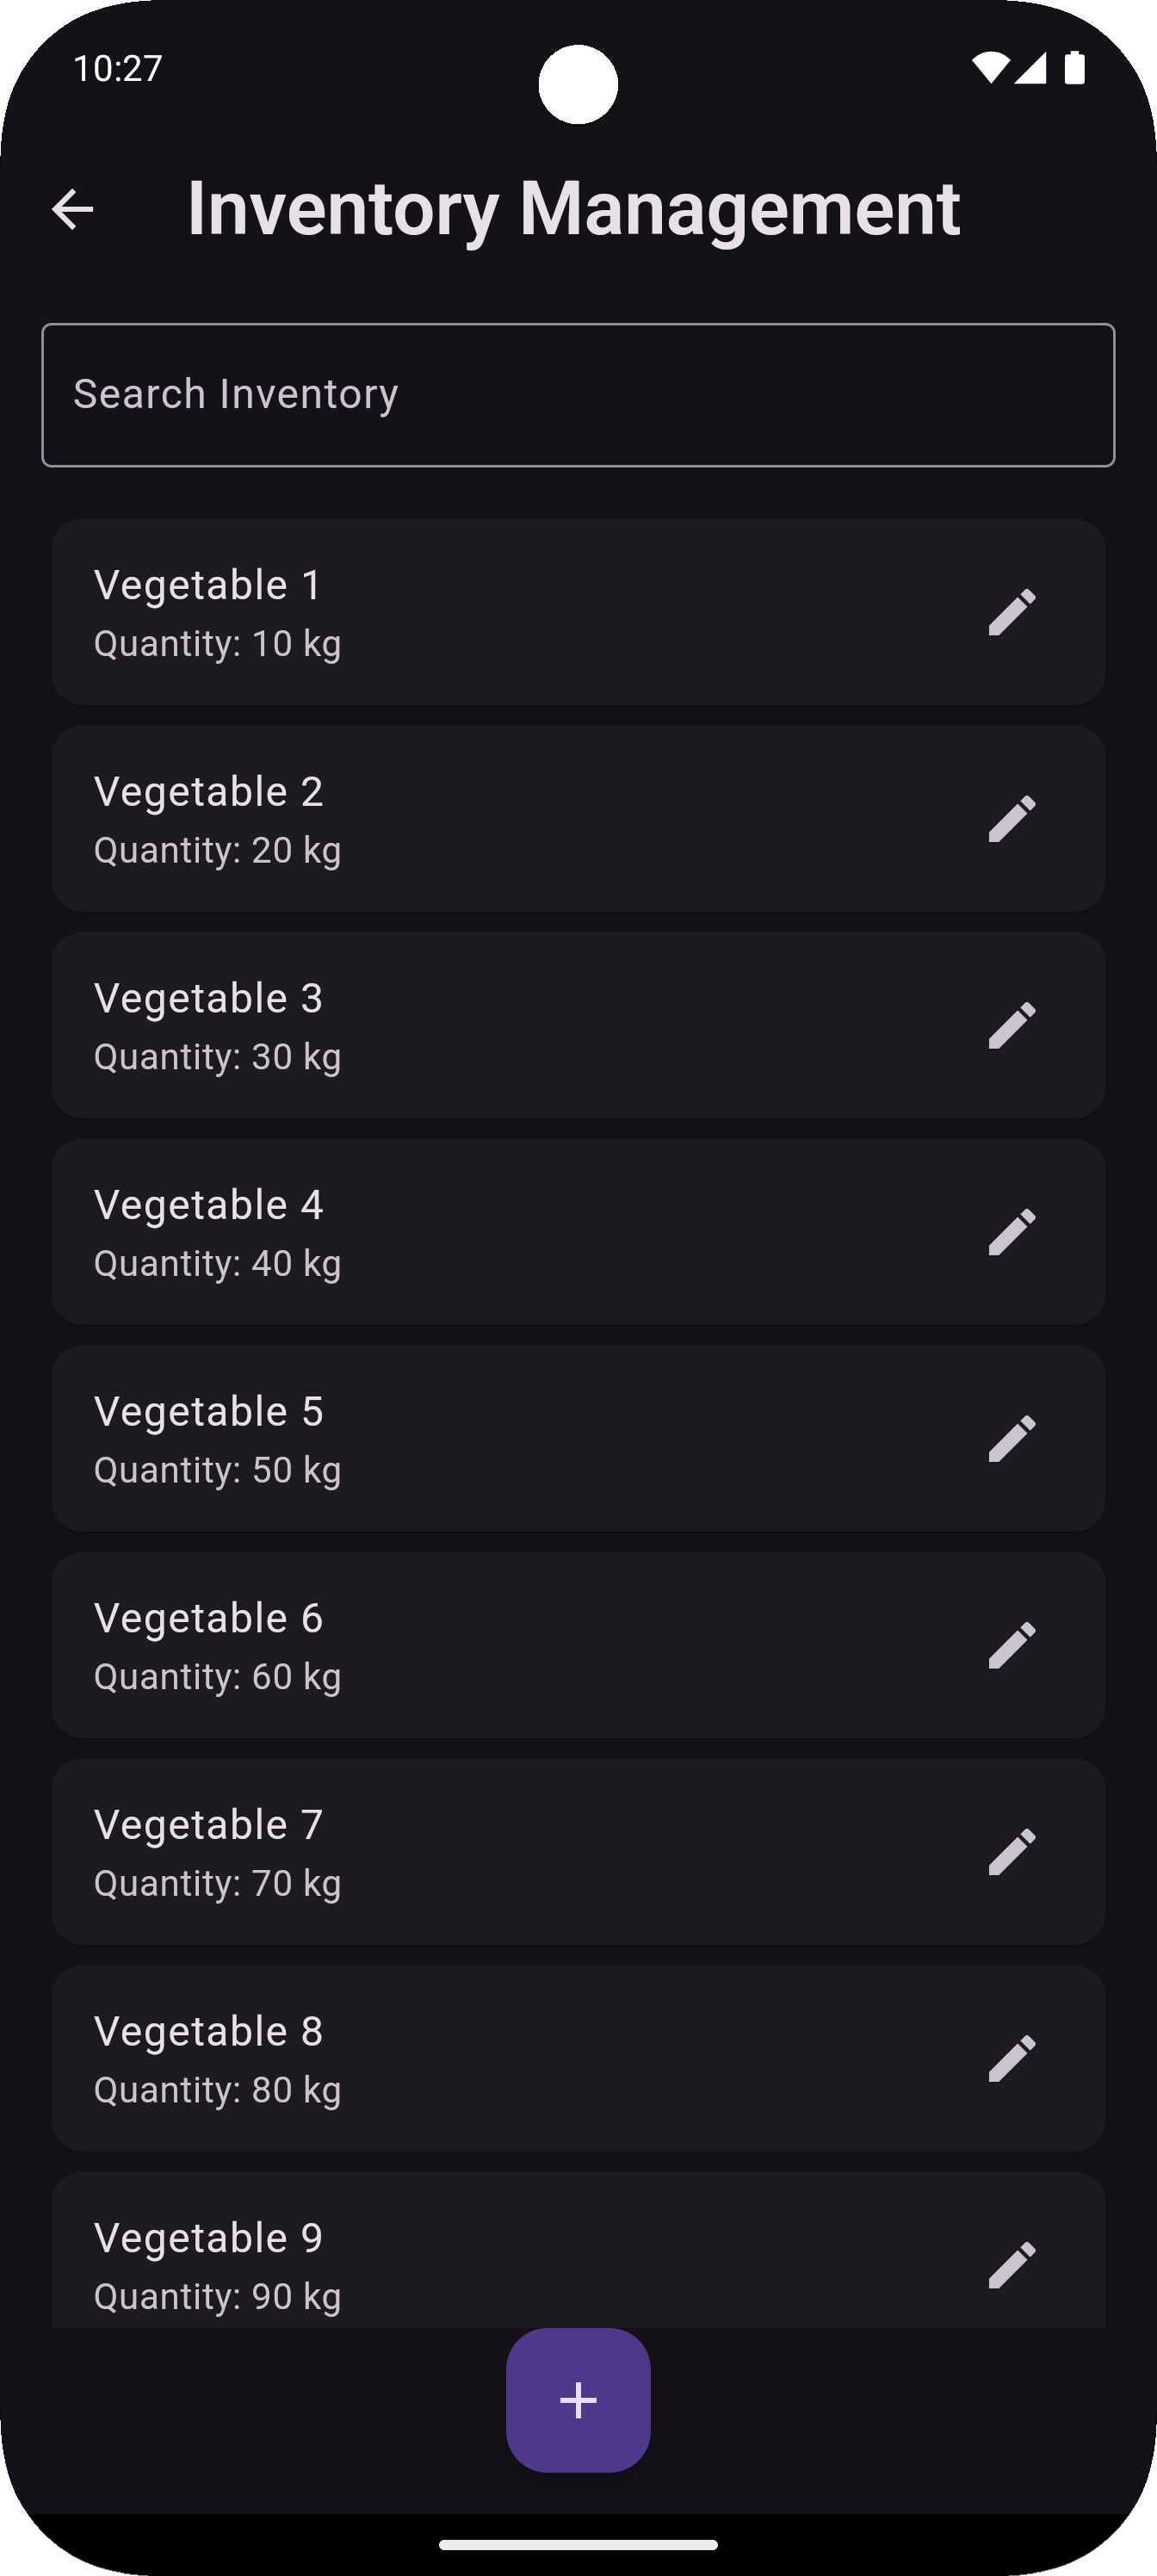 10:27
Inventory Management
Search Inventory
Vegetable 1
Quantity: 10 kg
Vegetable 2
Quantity: 20 kg
Vegetable 3
Quantity: 30 kg
Vegetable 4
Quantity: 40 kg
Vegetable 5
Quantity: 50 kg
Vegetable 6
Quantity: 60 kg
Vegetable 7
Quantity: 70 kg
Vegetable 8
Quantity: 80 kg
Vegetable 9
Quantity: 90 kg